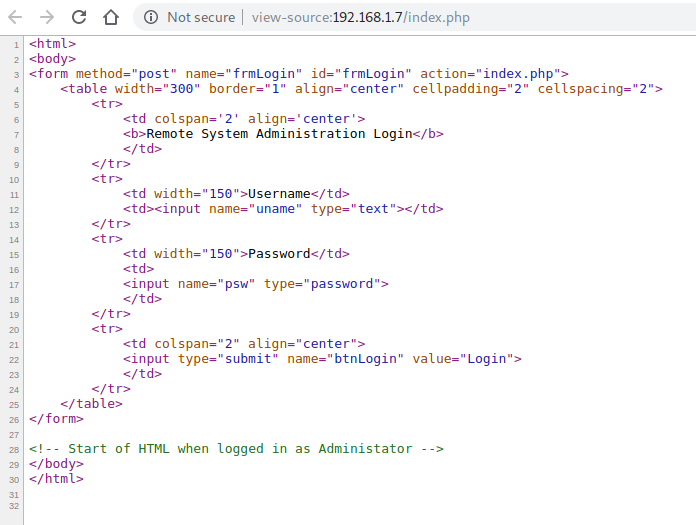 Not secure | view-source:192.168.1.7/index.php
1 <html>
2 <body>
3 <form method="post" name="frmLogin" id="frmLogin" action="index.php">
4 <table width="300" border="1" align="center" cellpadding="2" cellspacing="2">
5 <tr>
6 <td colspan='2' align='center'>
7 <b>Remote System Administration Login</b>
8 </td>
9 </tr>
10 <tr>
11 <td width="150">Username</td>
12 <td><input name="uname" type="text"></td>
13 </tr>
14 <tr>
15 <td width="150">Password</td>
16 <td>
17 <input name="psw" type="password">
18 </td>
19 </tr>
20 <tr>
21 <td colspan="2" align="center">
22 <input type="submit" name="btnLogin" value="Login">
23 </td>
24 </tr>
25 </table>
26 </form>
27
28 <!-- Start of HTML when logged in as Administator -->
29 </body>
30 </html>
31
32